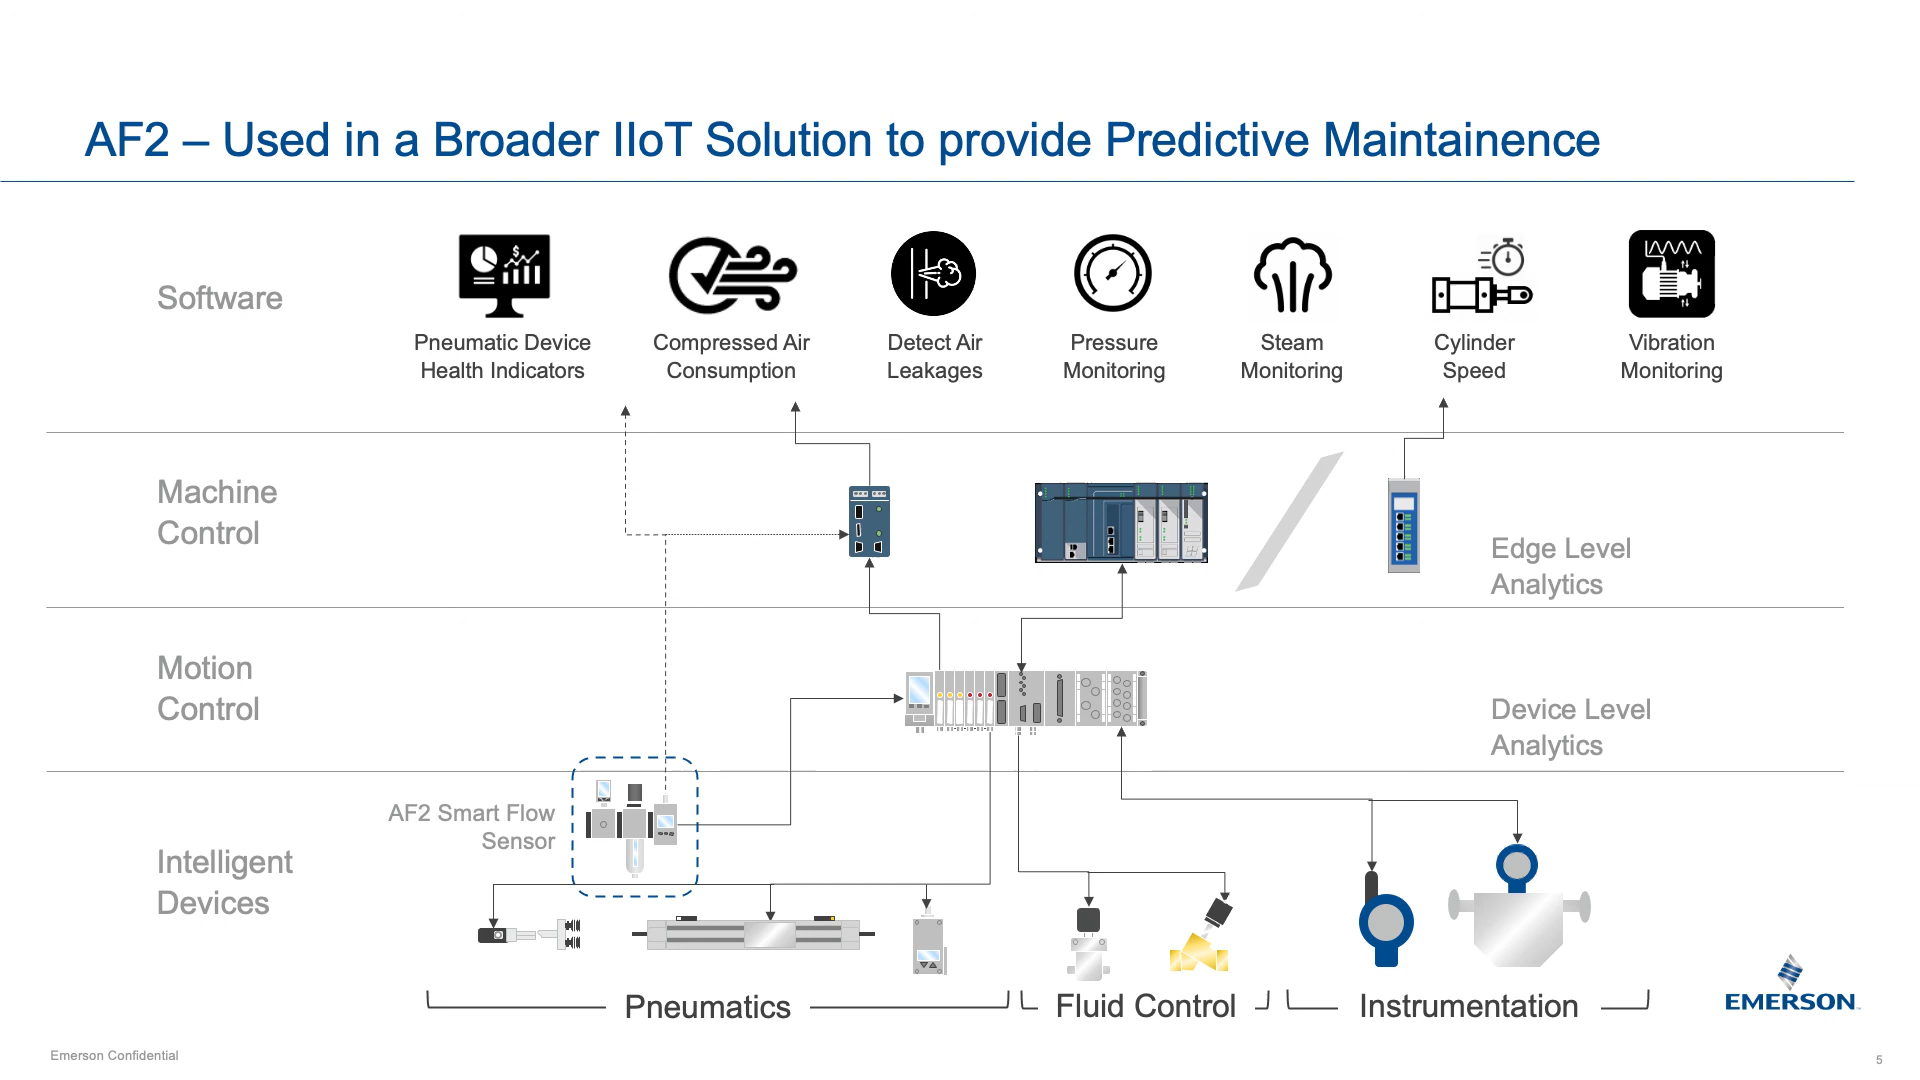 AF2 – Used in a Broader IIoT Solution to provide Predictive Maintainence
Software
Pneumatic Device
Health Indicators
Compressed Air
Consumption
Detect Air
Leakages
Pressure
Monitoring
Steam
Monitoring
Cylinder
Speed
Vibration
Monitoring
Machine
Control
Edge Level
Analytics
Motion
Control
Device Level
Analytics
AF2 Smart Flow
Sensor
Intelligent
Devices
Pneumatics
Fluid Control
Instrumentation
EMERSON
Emerson Confidential
5